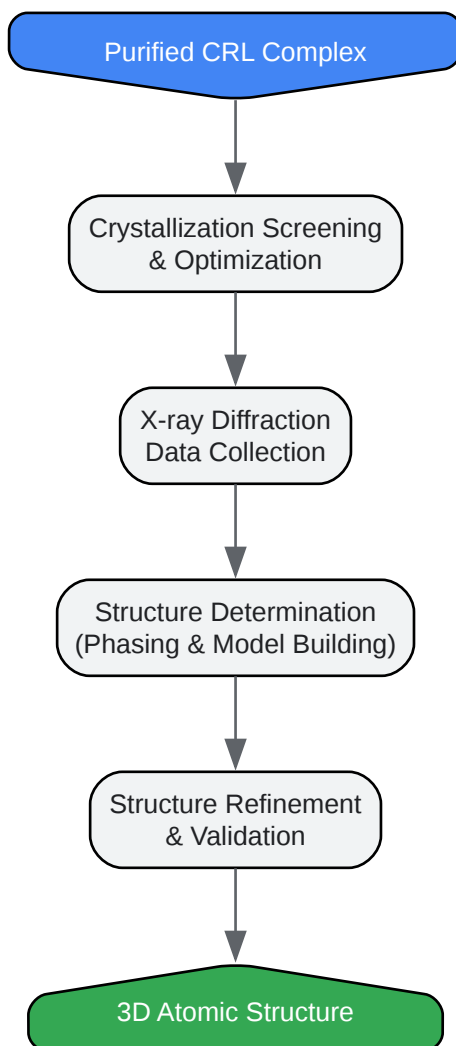 Purified CRL Complex
Crystallization Screening
& Optimization
X-ray Diffraction
Data Collection
Structure Determination
(Phasing & Model Building)
Structure Refinement
& Validation
3D Atomic Structure